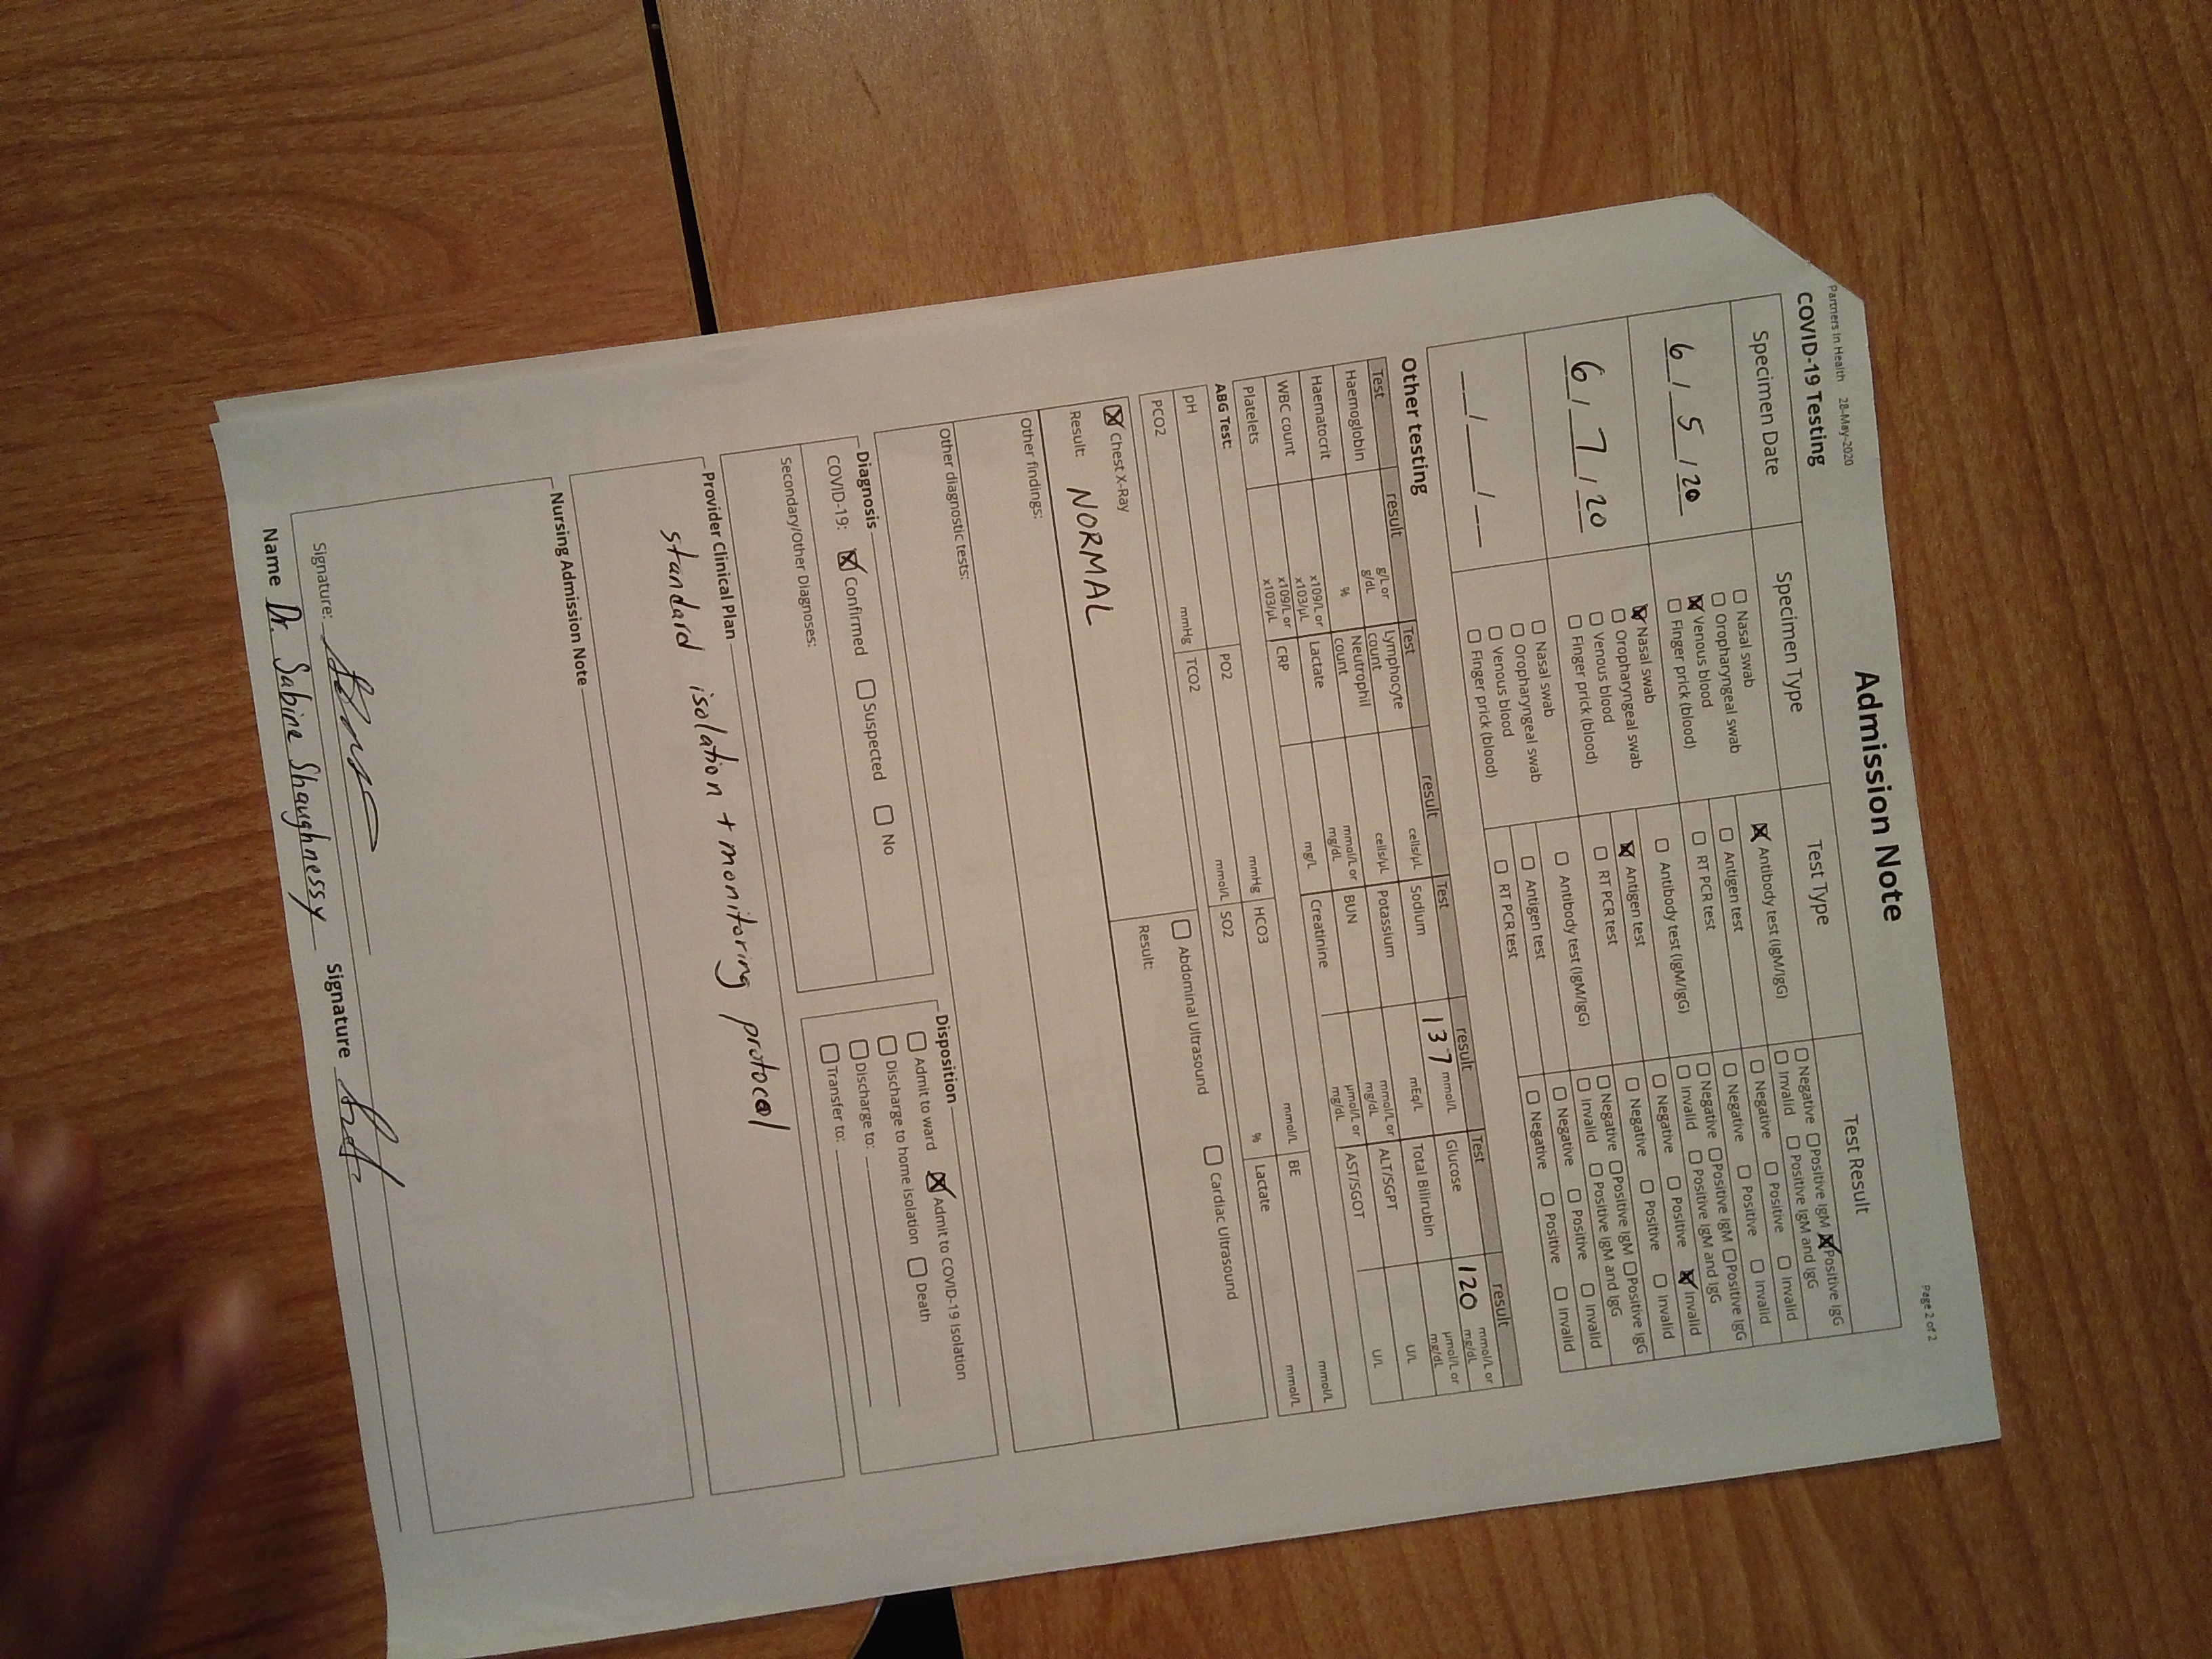 Partners In Health 28-May-2020
Admission Note
Page 2 of 2
COVID-19 Testing
Specimen Date Specimen Type Test Type Test Result
6 / 5 / 20
☐ Nasal swab
☐ Oropharyngeal swab
☒ Venous blood
☐ Finger prick (blood)
☒ Antibody test (IgM/IgG) ☐ Negative ☐ Positive IgM ☒ Positive IgG
☐ Invalid ☐ Positive IgM and IgG
☐ Antigen test ☐ Negative ☐ Positive ☐ Invalid
☐ RT PCR test ☐ Negative ☐ Positive ☐ Invalid
6 / 7 / 20
☒ Nasal swab
☐ Oropharyngeal swab
☐ Venous blood
☐ Finger prick (blood)
☐ Antibody test (IgM/IgG) ☐ Negative ☐ Positive IgM ☐ Positive IgG
☐ Invalid ☐ Positive IgM and IgG
☒ Antigen test ☐ Negative ☐ Positive ☒ Invalid
☐ RT PCR test ☐ Negative ☐ Positive ☐ Invalid
__/__/__
☐ Nasal swab
☐ Oropharyngeal swab
☐ Venous blood
☐ Finger prick (blood)
☐ Antibody test (IgM/IgG) ☐ Negative ☐ Positive IgM ☐ Positive IgG
☐ Invalid ☐ Positive IgM and IgG
☐ Antigen test ☐ Negative ☐ Positive ☐ Invalid
☐ RT PCR test ☐ Negative ☐ Positive ☐ Invalid
Other testing
Test result Test result Test result Test result
Haemoglobin g/L or g/dL Lymphocyte count cells/µL Sodium 137 mmol/L Glucose 120 mmol/L or mg/dL
Haematocrit % Neutrophil count cells/µL Potassium mEq/L Total Bilirubin µmol/L or mg/dL
WBC count x109/L or x103/µL Lactate mmol/L or mg/dL BUN mmol/L or mg/dL ALT/SGPT U/L
Platelets x109/L or x103/µL CRP mg/L Creatinine µmol/L or mg/dL AST/SGOT U/L
ABG Test:
pH PO2 mmHg HCO3 mmol/L BE mmol/L
PCO2 mmHg TCO2 mmol/L SO2 % Lactate mmol/L
☒ Chest X-Ray ☐ Abdominal Ultrasound ☐ Cardiac Ultrasound
Result: NORMAL Result:
Other findings:
Other diagnostic tests:
Diagnosis
COVID-19: ☒ Confirmed ☐ Suspected ☐ No
Secondary/Other Diagnoses:
Disposition
☐ Admit to ward ☒ Admit to COVID-19 Isolation
☐ Discharge to home isolation ☐ Death
☐ Discharge to:
☐ Transfer to:
Provider Clinical Plan
standard isolation + monitoring protocol
Nursing Admission Note
Signature:
Name Dr. Sabine Shaughnessy Signature